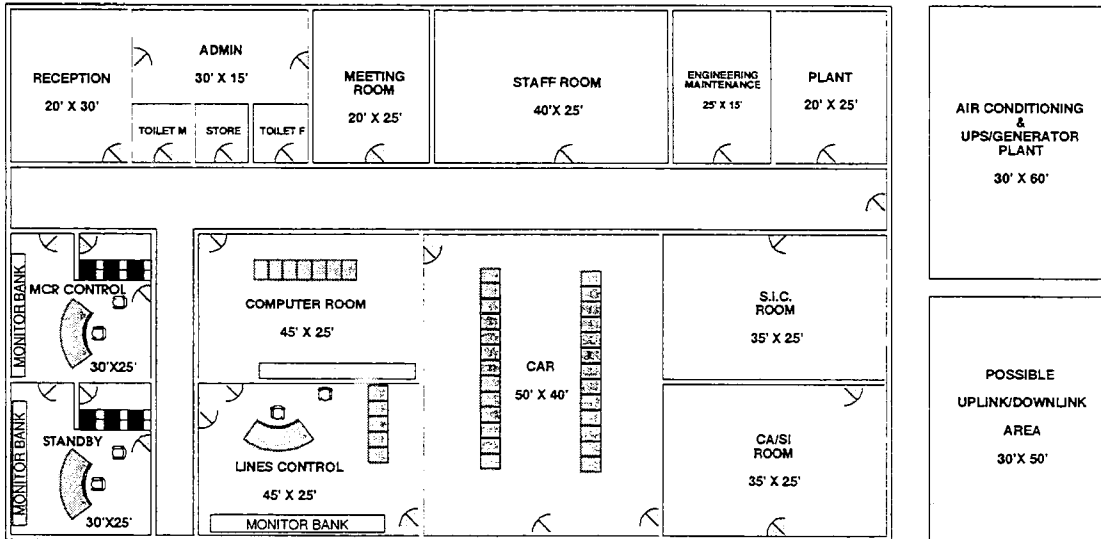 RECEPTION
20' X 30'
ADMIN
30' X 15'
TOILET M
STORE
TOILET F
MEETING
ROOM
20' X 25'
STAFF ROOM
40'X 25'
ENGINEERING
MAINTENANCE
25' X 15'
PLANT
20' X 25'
AIR CONDITIONING
&
UPS/GENERATOR
PLANT
30' X 60'
MONITOR BANK
MCR CONTROL
30'X25'
COMPUTER ROOM
45' X 25'
CAR
50' X 40'
S.I.C.
ROOM
35' X 25'
MONITOR BANK
STANDBY
30'X25'
LINES CONTROL
45' X 25'
MONITOR BANK
CA/SI
ROOM
35' X 25'
POSSIBLE
UPLINK/DOWNLINK
AREA
30'X 50'